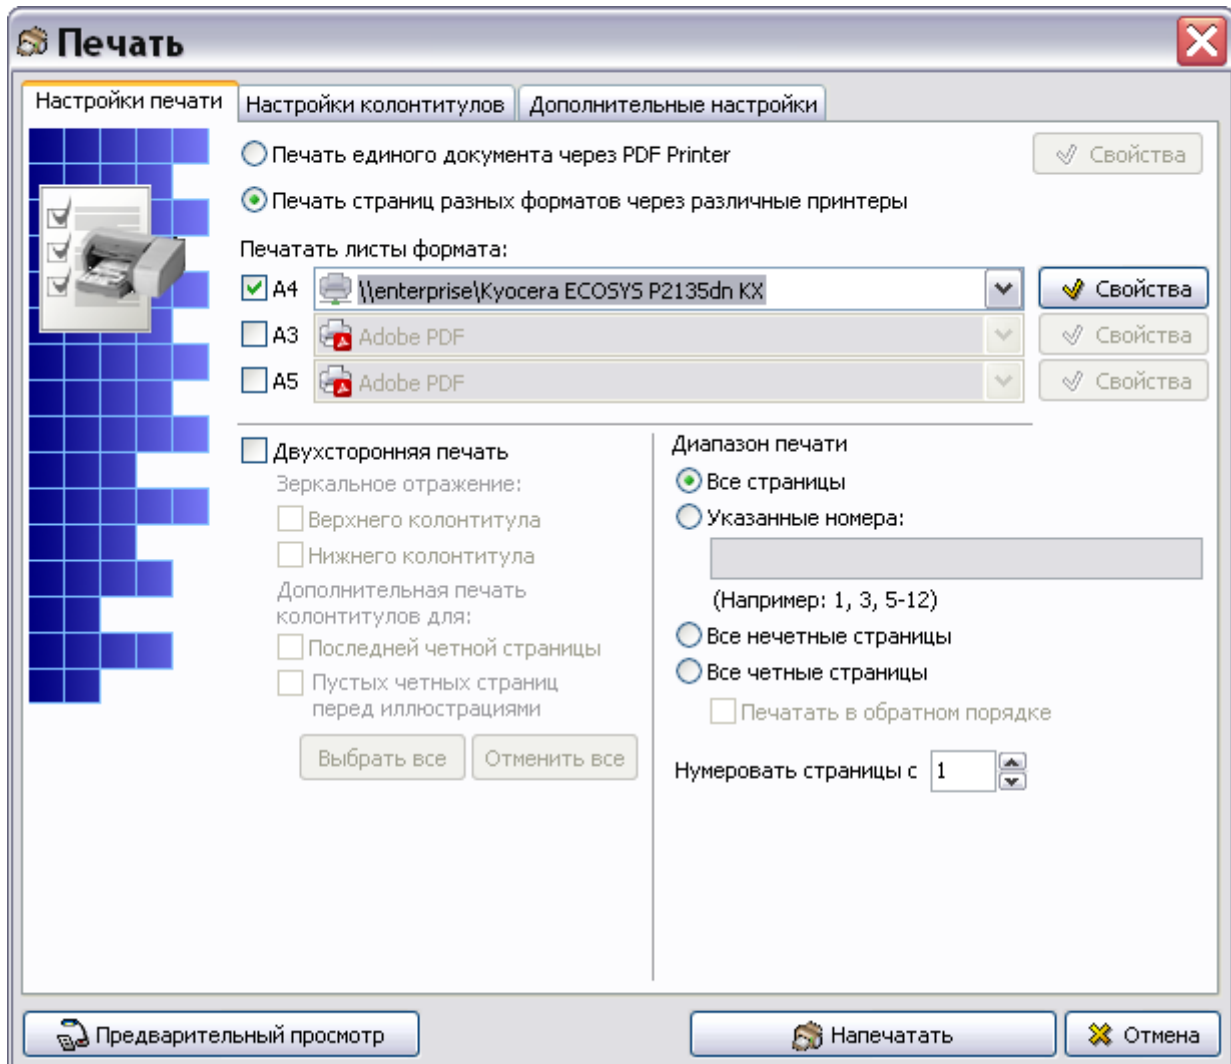 Печать
Настройки печати
Настройки колонтитулов
Дополнительные настройки
Печать единого документа через PDF Printer
Свойства
Печать страниц разных форматов через различные принтеры
Печатать листы формата:
A4 \\enterprise\Kyocera ECOSYS P2135dn KX Свойства
A3 Adobe PDF Свойства
A5 Adobe PDF Свойства
Двухсторонняя печать
Зеркальное отражение:
Верхнего колонтитула
Нижнего колонтитула
Дополнительная печать
колонтитулов для:
Последней четной страницы
Пустых четных страниц
перед иллюстрациями
Выбрать все
Отменить все
Диапазон печати
Все страницы
Указанные номера:
(Например: 1, 3, 5-12)
Все нечетные страницы
Все четные страницы
Печатать в обратном порядке
Нумеровать страницы с 1
Предварительный просмотр
Напечатать
Отмена